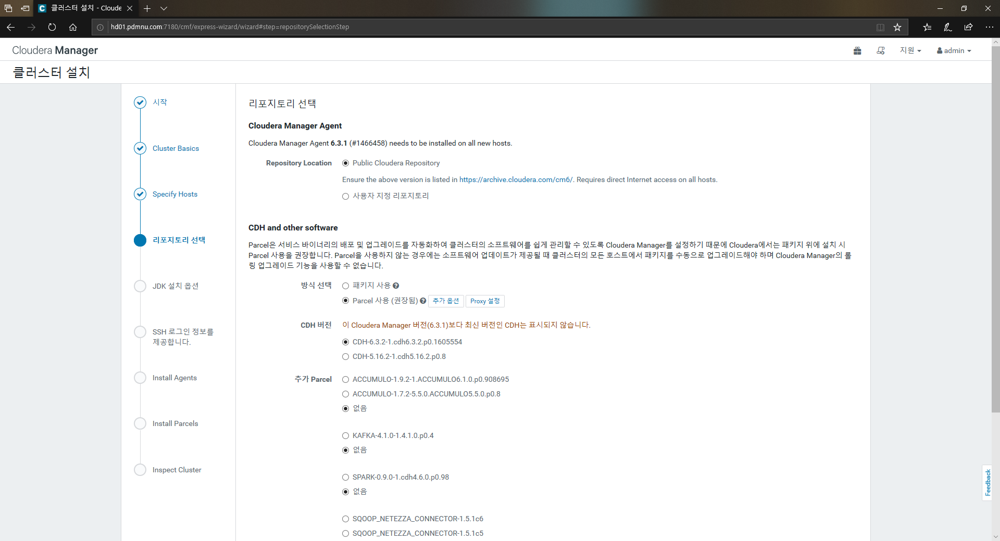 클러스터 설치 - Cloude
hd01.pdmnu.com:7180/cmf/express-wizard/wizard#step=repositorySelectionStep
Cloudera Manager
지원
admin
클러스터 설치
시작
Cluster Basics
Specify Hosts
리포지토리 선택
JDK 설치 옵션
SSH 로그인 정보를
제공합니다.
Install Agents
Install Parcels
Inspect Cluster
리포지토리 선택
Cloudera Manager Agent
Cloudera Manager Agent 6.3.1 (#1466458) needs to be installed on all new hosts.
Repository Location
Public Cloudera Repository
Ensure the above version is listed in https://archive.cloudera.com/cm6/. Requires direct Internet access on all hosts.
사용자 지정 리포지토리
CDH and other software
Parcel은 서비스 바이너리의 배포 및 업그레이드를 자동화하여 클러스터의 소프트웨어를 쉽게 관리할 수 있도록 Cloudera Manager를 설정하기 때문에 Cloudera에서는 패키지 위에 설치 시
Parcel 사용을 권장합니다. Parcel을 사용하지 않는 경우에는 소프트웨어 업데이트가 제공될 때 클러스터의 모든 호스트에서 패키지를 수동으로 업그레이드해야 하며 Cloudera Manager의 롤
링 업그레이드 기능을 사용할 수 없습니다.
방식 선택
패키지 사용
Parcel 사용 (권장됨) 추가 옵션 Proxy 설정
CDH 버전
이 Cloudera Manager 버전(6.3.1)보다 최신 버전인 CDH는 표시되지 않습니다.
CDH-6.3.2-1.cdh6.3.2.p0.1605554
CDH-5.16.2-1.cdh5.16.2.p0.8
추가 Parcel
ACCUMULO-1.9.2-1.ACCUMULO6.1.0.p0.908695
ACCUMULO-1.7.2-5.5.0.ACCUMULO5.5.0.p0.8
없음
KAFKA-4.1.0-1.4.1.0.p0.4
없음
SPARK-0.9.0-1.cdh4.6.0.p0.98
없음
SQOOP_NETEZZA_CONNECTOR-1.5.1c6
SQOOP_NETEZZA_CONNECTOR-1.5.1c5
Feedback